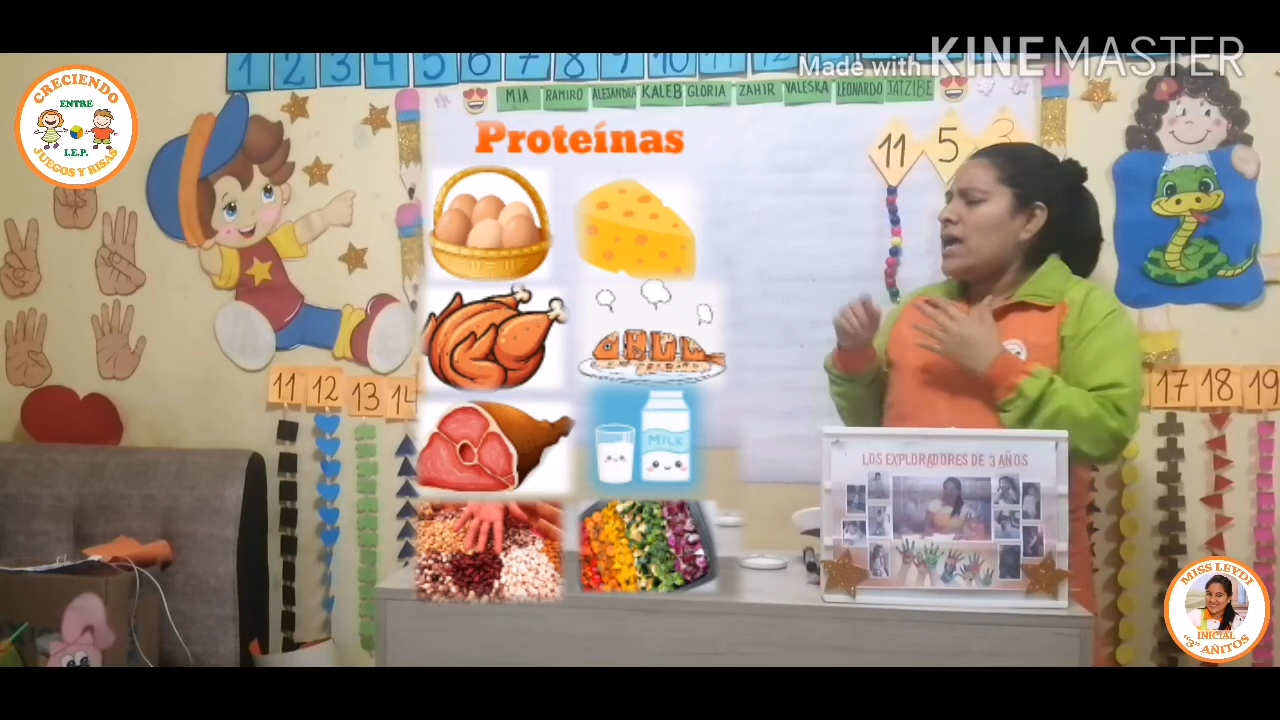 Made with KINEMASTER
CRECIENDO
ENTRE
I.E.P.
JUEGOS Y RISAS
1 2 3 4 5 6 7 8 9 10 11 12
MIA RAMIRO ALEJANDRA KALEB GLORIA ZAHIR VALESKA LEONARDO JATZIBE
Proteínas
11 5 3
MILK
11 12 13 14
17 18 19
LOS EXPLORADORES DE 3 AÑOS
MISS LEYDI
INICIAL
"3" AÑITOS